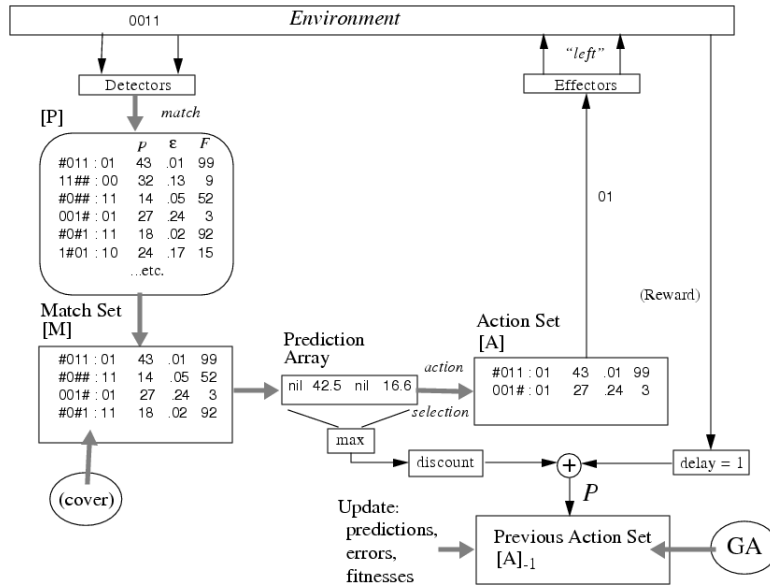 0011
Environment
"left"
Detectors
Effectors
match
[P]
p ε F
#011 : 01 43 .01 99
11## : 00 32 .13 9
#0## : 11 14 .05 52
001# : 01 27 .24 3
#0#1 : 11 18 .02 92
1#01 : 10 24 .17 15
...etc.
01
(Reward)
Match Set
[M]
#011 : 01 43 .01 99
#0## : 11 14 .05 52
001# : 01 27 .24 3
#0#1 : 11 18 .02 92
(cover)
Prediction
Array
nil 42.5 nil 16.6
action
selection
Action Set
[A]
#011 : 01 43 .01 99
001# : 01 27 .24 3
max
discount
+
delay = 1
P
Update:
predictions,
errors,
fitnesses
Previous Action Set
[A]-1
GA